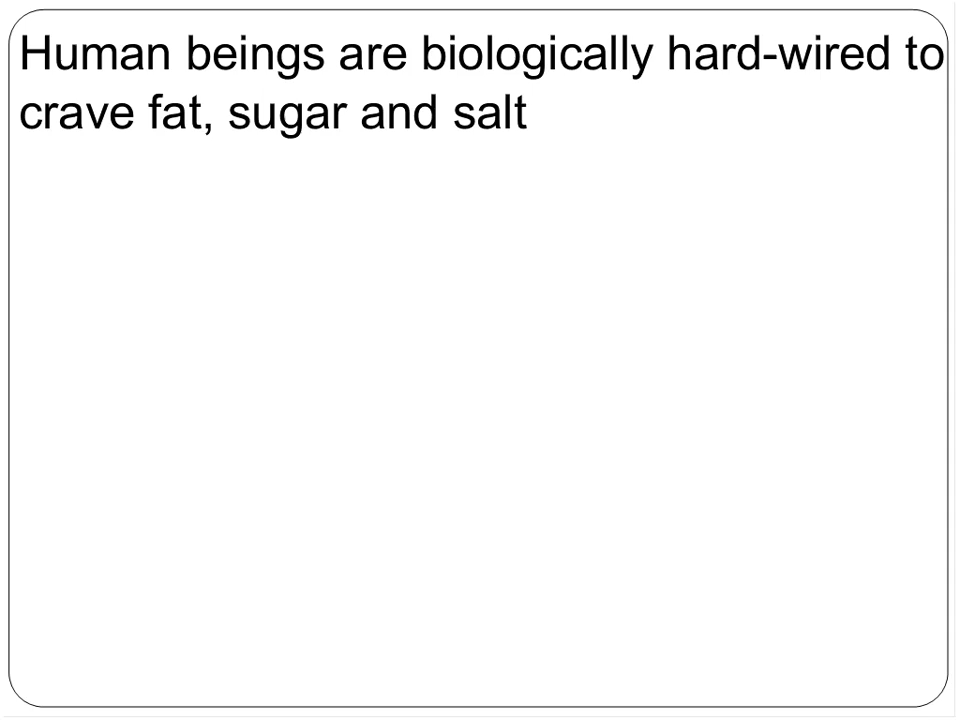 Human beings are biologically hard-wired to
crave fat, sugar and salt